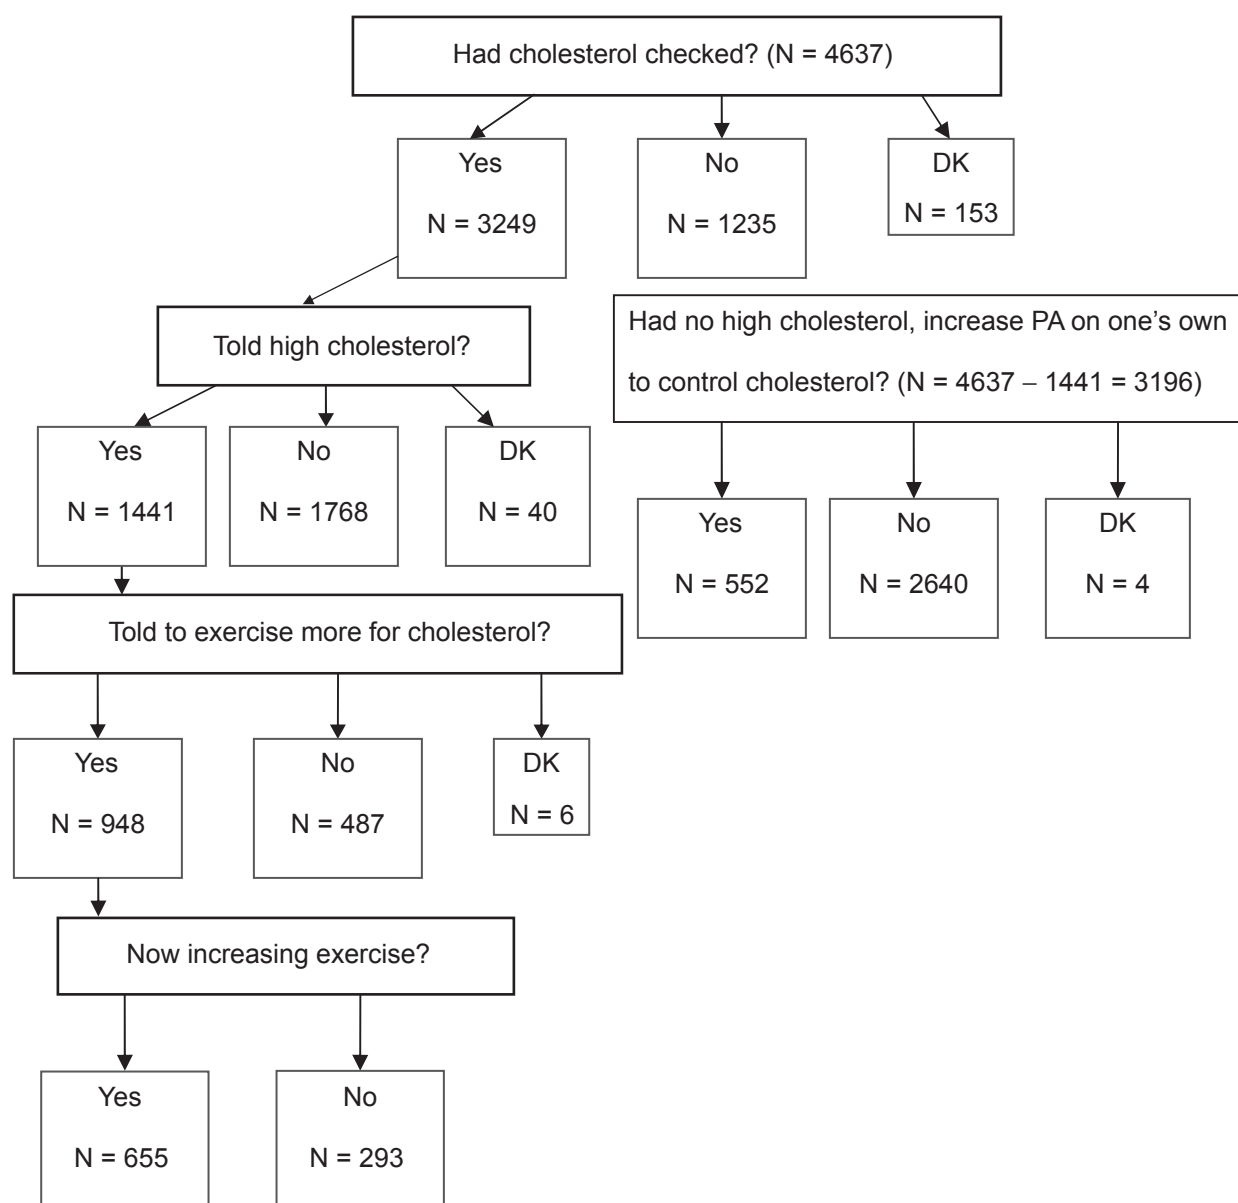 Had cholesterol checked? (N = 4637)
Yes
N = 3249
No
N = 1235
DK
N = 153
Told high cholesterol?
Had no high cholesterol, increase PA on one’s own
to control cholesterol? (N = 4637 – 1441 = 3196)
Yes
N = 1441
No
N = 1768
DK
N = 40
Yes
N = 552
No
N = 2640
DK
N = 4
Told to exercise more for cholesterol?
Yes
N = 948
No
N = 487
DK
N = 6
Now increasing exercise?
Yes
N = 655
No
N = 293